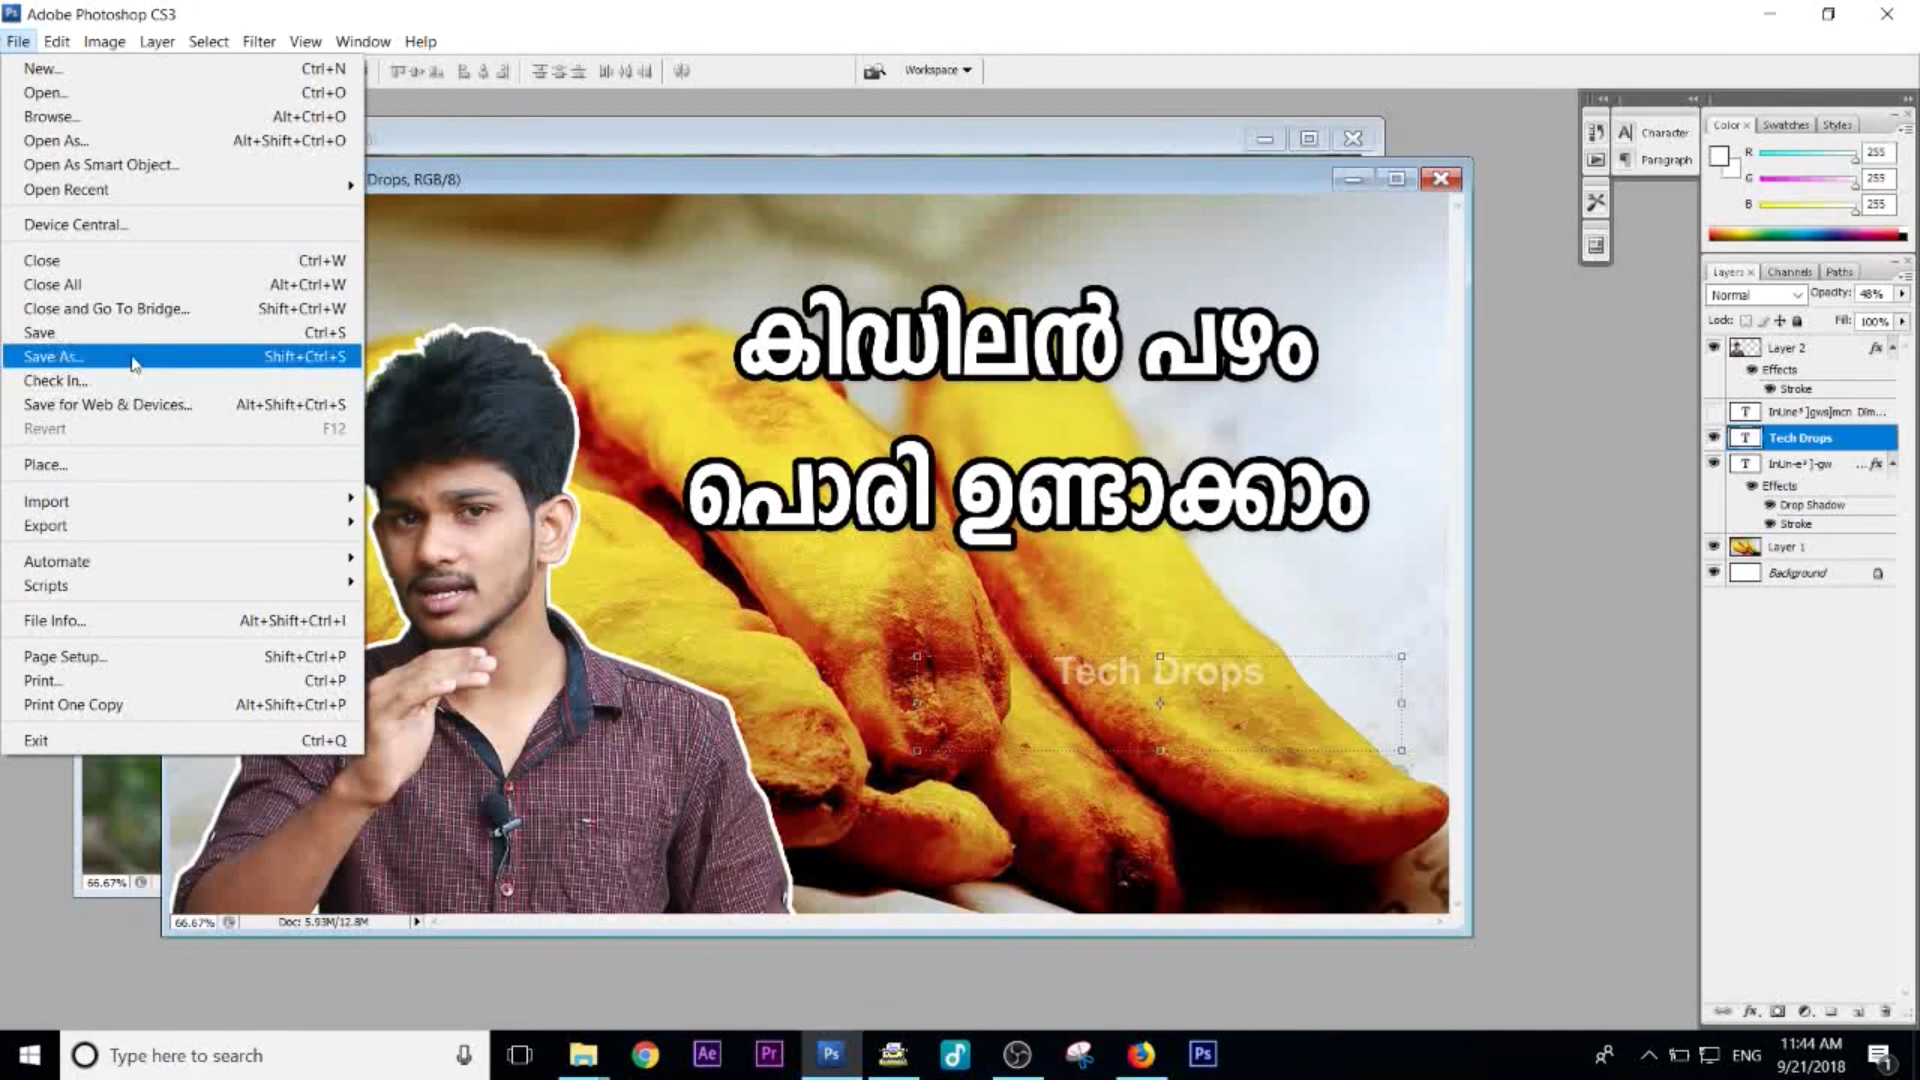 Adobe Photoshop CS3
File Edit Image Layer Select Filter View Window Help
Workspace
New... Ctrl+N
Open... Ctrl+O
Browse... Alt+Ctrl+O
Open As... Alt+Shift+Ctrl+O
Open As Smart Object...
Open Recent
Device Central...
Close Ctrl+W
Close All Alt+Ctrl+W
Close and Go To Bridge... Shift+Ctrl+W
Save Ctrl+S
Save As... Shift+Ctrl+S
Check In...
Save for Web & Devices... Alt+Shift+Ctrl+S
Revert F12
Place...
Import
Export
Automate
Scripts
File Info... Alt+Shift+Ctrl+I
Page Setup... Shift+Ctrl+P
Print... Ctrl+P
Print One Copy Alt+Shift+Ctrl+P
Exit Ctrl+Q
Drops, RGB/8)
കിഡിലൻ പഴം
പൊരി ഉണ്ടാക്കാം
Tech Drops
66.67%
66.67% Doc: 5.93M/12.8M
Character
Paragraph
Color Swatches Styles
R 255
G 255
B 255
Layers Channels Paths
Normal Opacity: 48%
Lock: Fill: 100%
Layer 2 fx
Effects
Stroke
Tech Drops
Effects
Drop Shadow
Stroke
Layer 1
Background
Type here to search
ENG
11:44 AM
9/21/2018